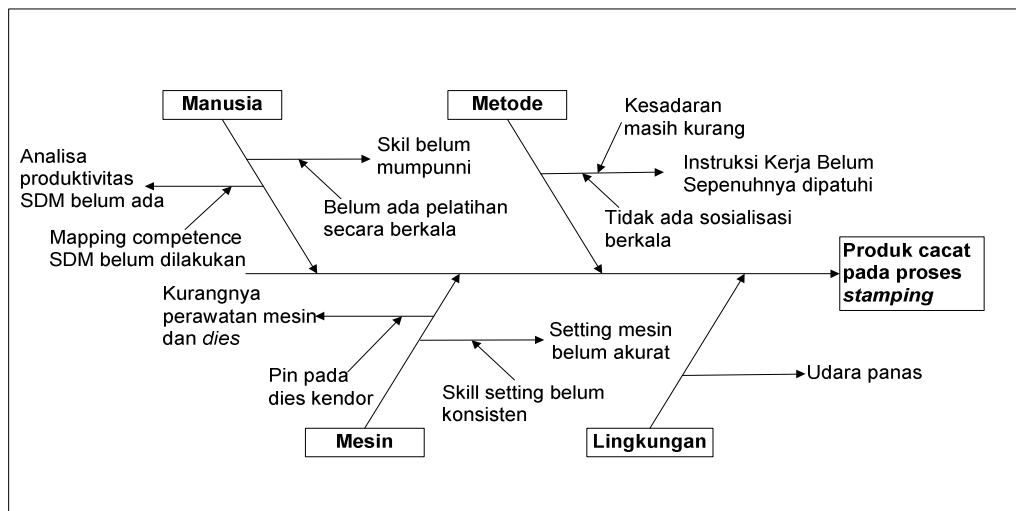 Manusia
Metode
Kesadaran
masih kurang
Analisa
produktivitas
SDM belum ada
Skil belum
mumpunni
Instruksi Kerja Belum
Sepenuhnya dipatuhi
Mapping competence
SDM belum dilakukan
Belum ada pelatihan
secara berkala
Tidak ada sosialisasi
berkala
Produk cacat
pada proses
stamping
Kurangnya
perawatan mesin
dan dies
Setting mesin
belum akurat
Pin pada
dies kendor
Skill setting belum
konsisten
Udara panas
Mesin
Lingkungan